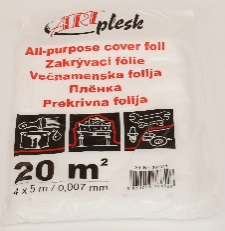 ARL plesk
All-purpose cover foil
Zakrývací fólie
Večnamenska folija
Плёнка
Prekrivna folija
20 m²
4 x 5 m / 0,007 mm